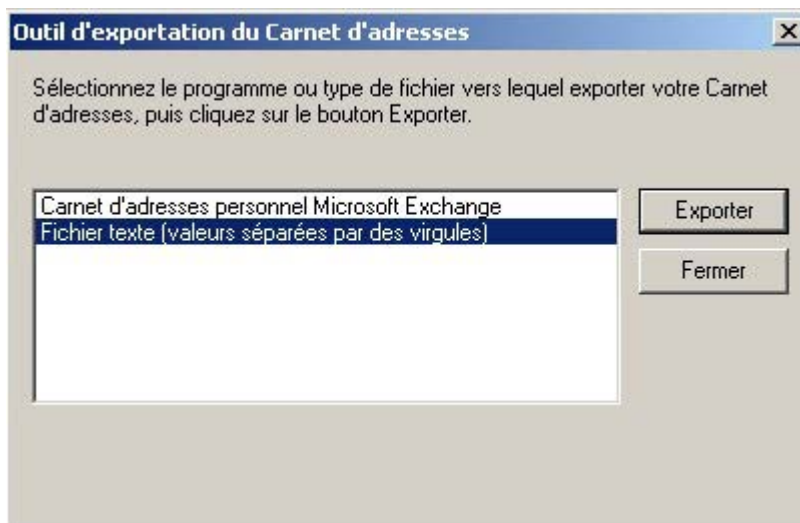 Outil d'exportation du Carnet d'adresses
Sélectionnez le programme ou type de fichier vers lequel exporter votre Carnet
d'adresses, puis cliquez sur le bouton Exporter.
Carnet d'adresses personnel Microsoft Exchange
Fichier texte (valeurs séparées par des virgules)
Exporter
Fermer